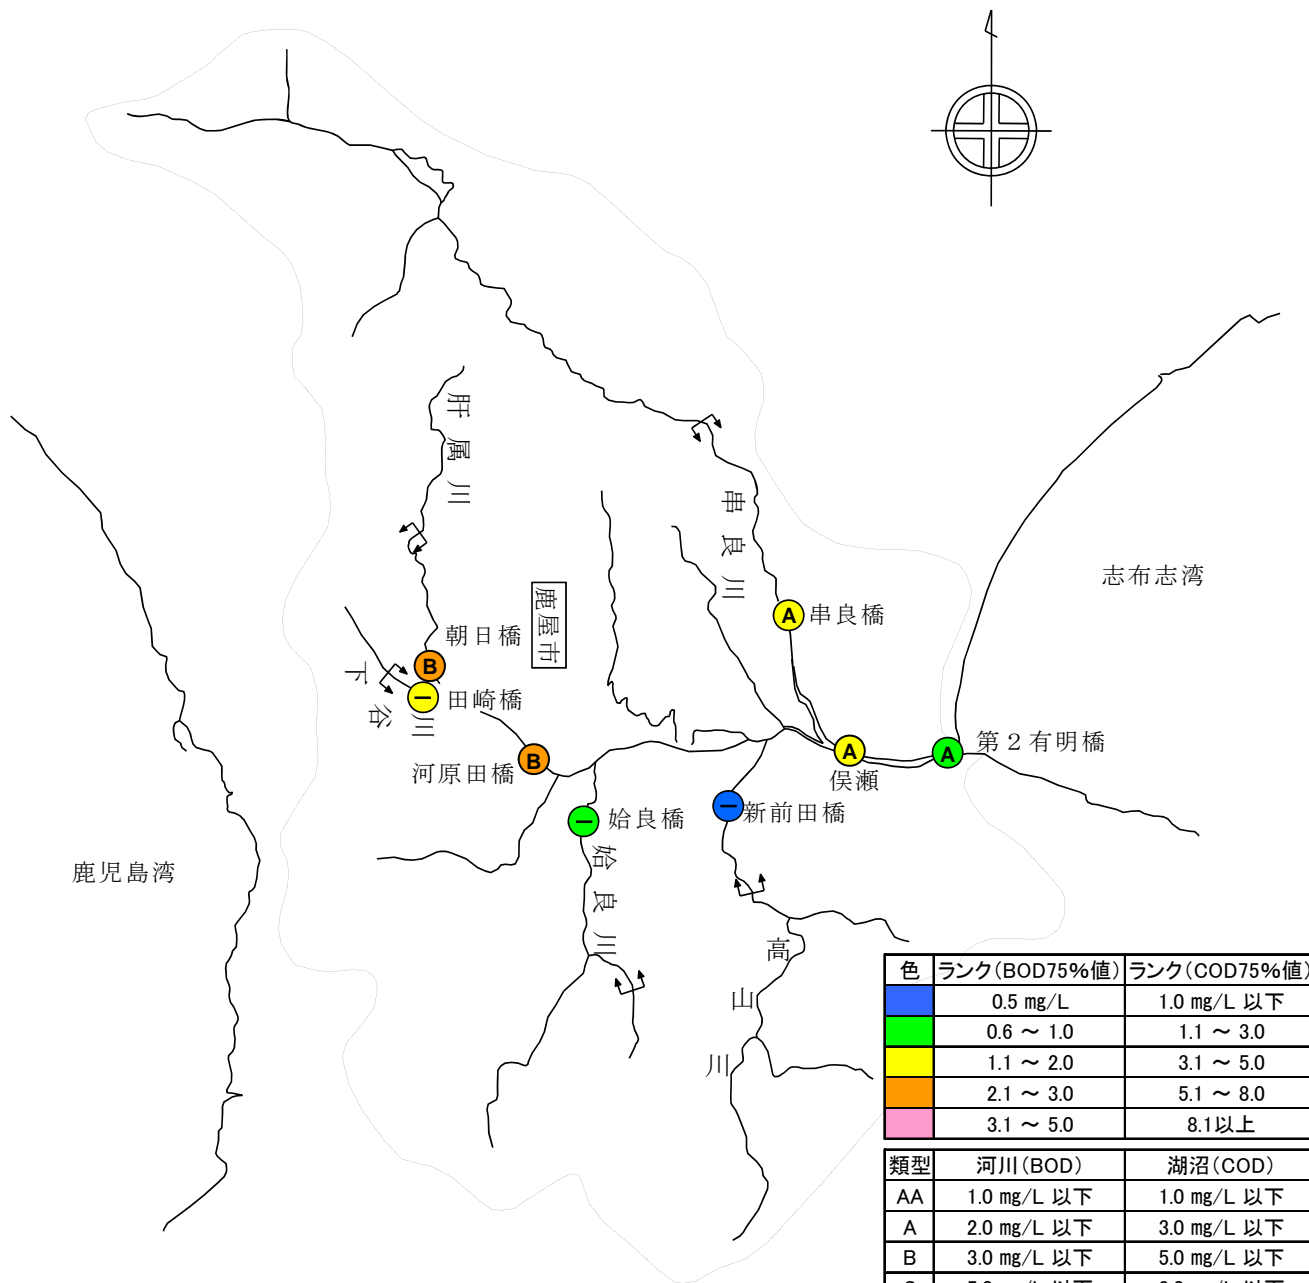 肝属川
串良川
志布志湾
鹿屋市
A 串良橋
朝日橋
B
下谷川
ー 田崎橋
河原田橋
B
A
俣瀬
A 第2有明橋
ー 姶良橋
ー 新前田橋
姶良川
鹿児島湾
高山川
色 ランク(BOD75%値) ランク(COD75%値)
0.5 mg/L 1.0 mg/L 以下
0.6 ～ 1.0 1.1 ～ 3.0
1.1 ～ 2.0 3.1 ～ 5.0
2.1 ～ 3.0 5.1 ～ 8.0
3.1 ～ 5.0 8.1以上
類型 河川(BOD) 湖沼(COD)
AA 1.0 mg/L 以下 1.0 mg/L 以下
A 2.0 mg/L 以下 3.0 mg/L 以下
B 3.0 mg/L 以下 5.0 mg/L 以下